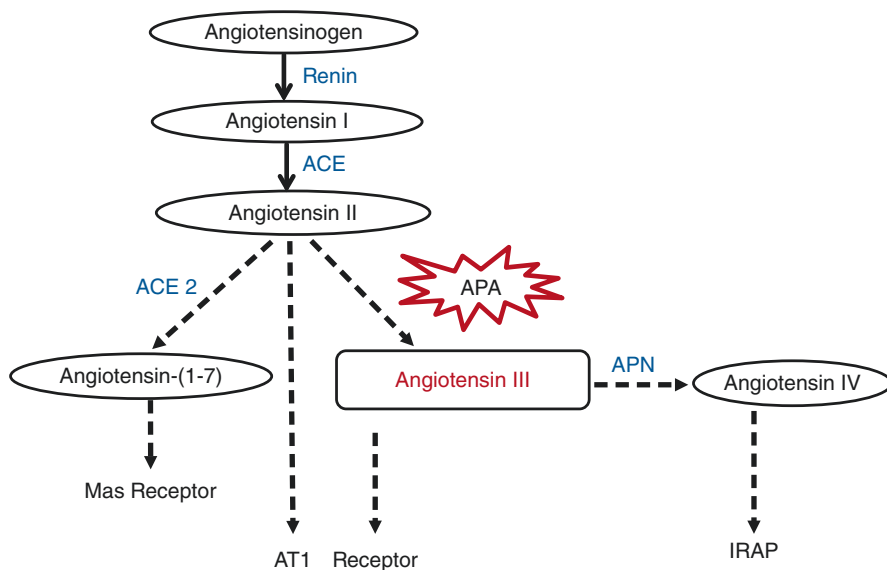 Angiotensinogen
Renin
Angiotensin I
ACE
Angiotensin II
ACE 2
APA
Angiotensin-(1-7)
Angiotensin III
APN
Angiotensin IV
Mas Receptor
AT1 Receptor
IRAP